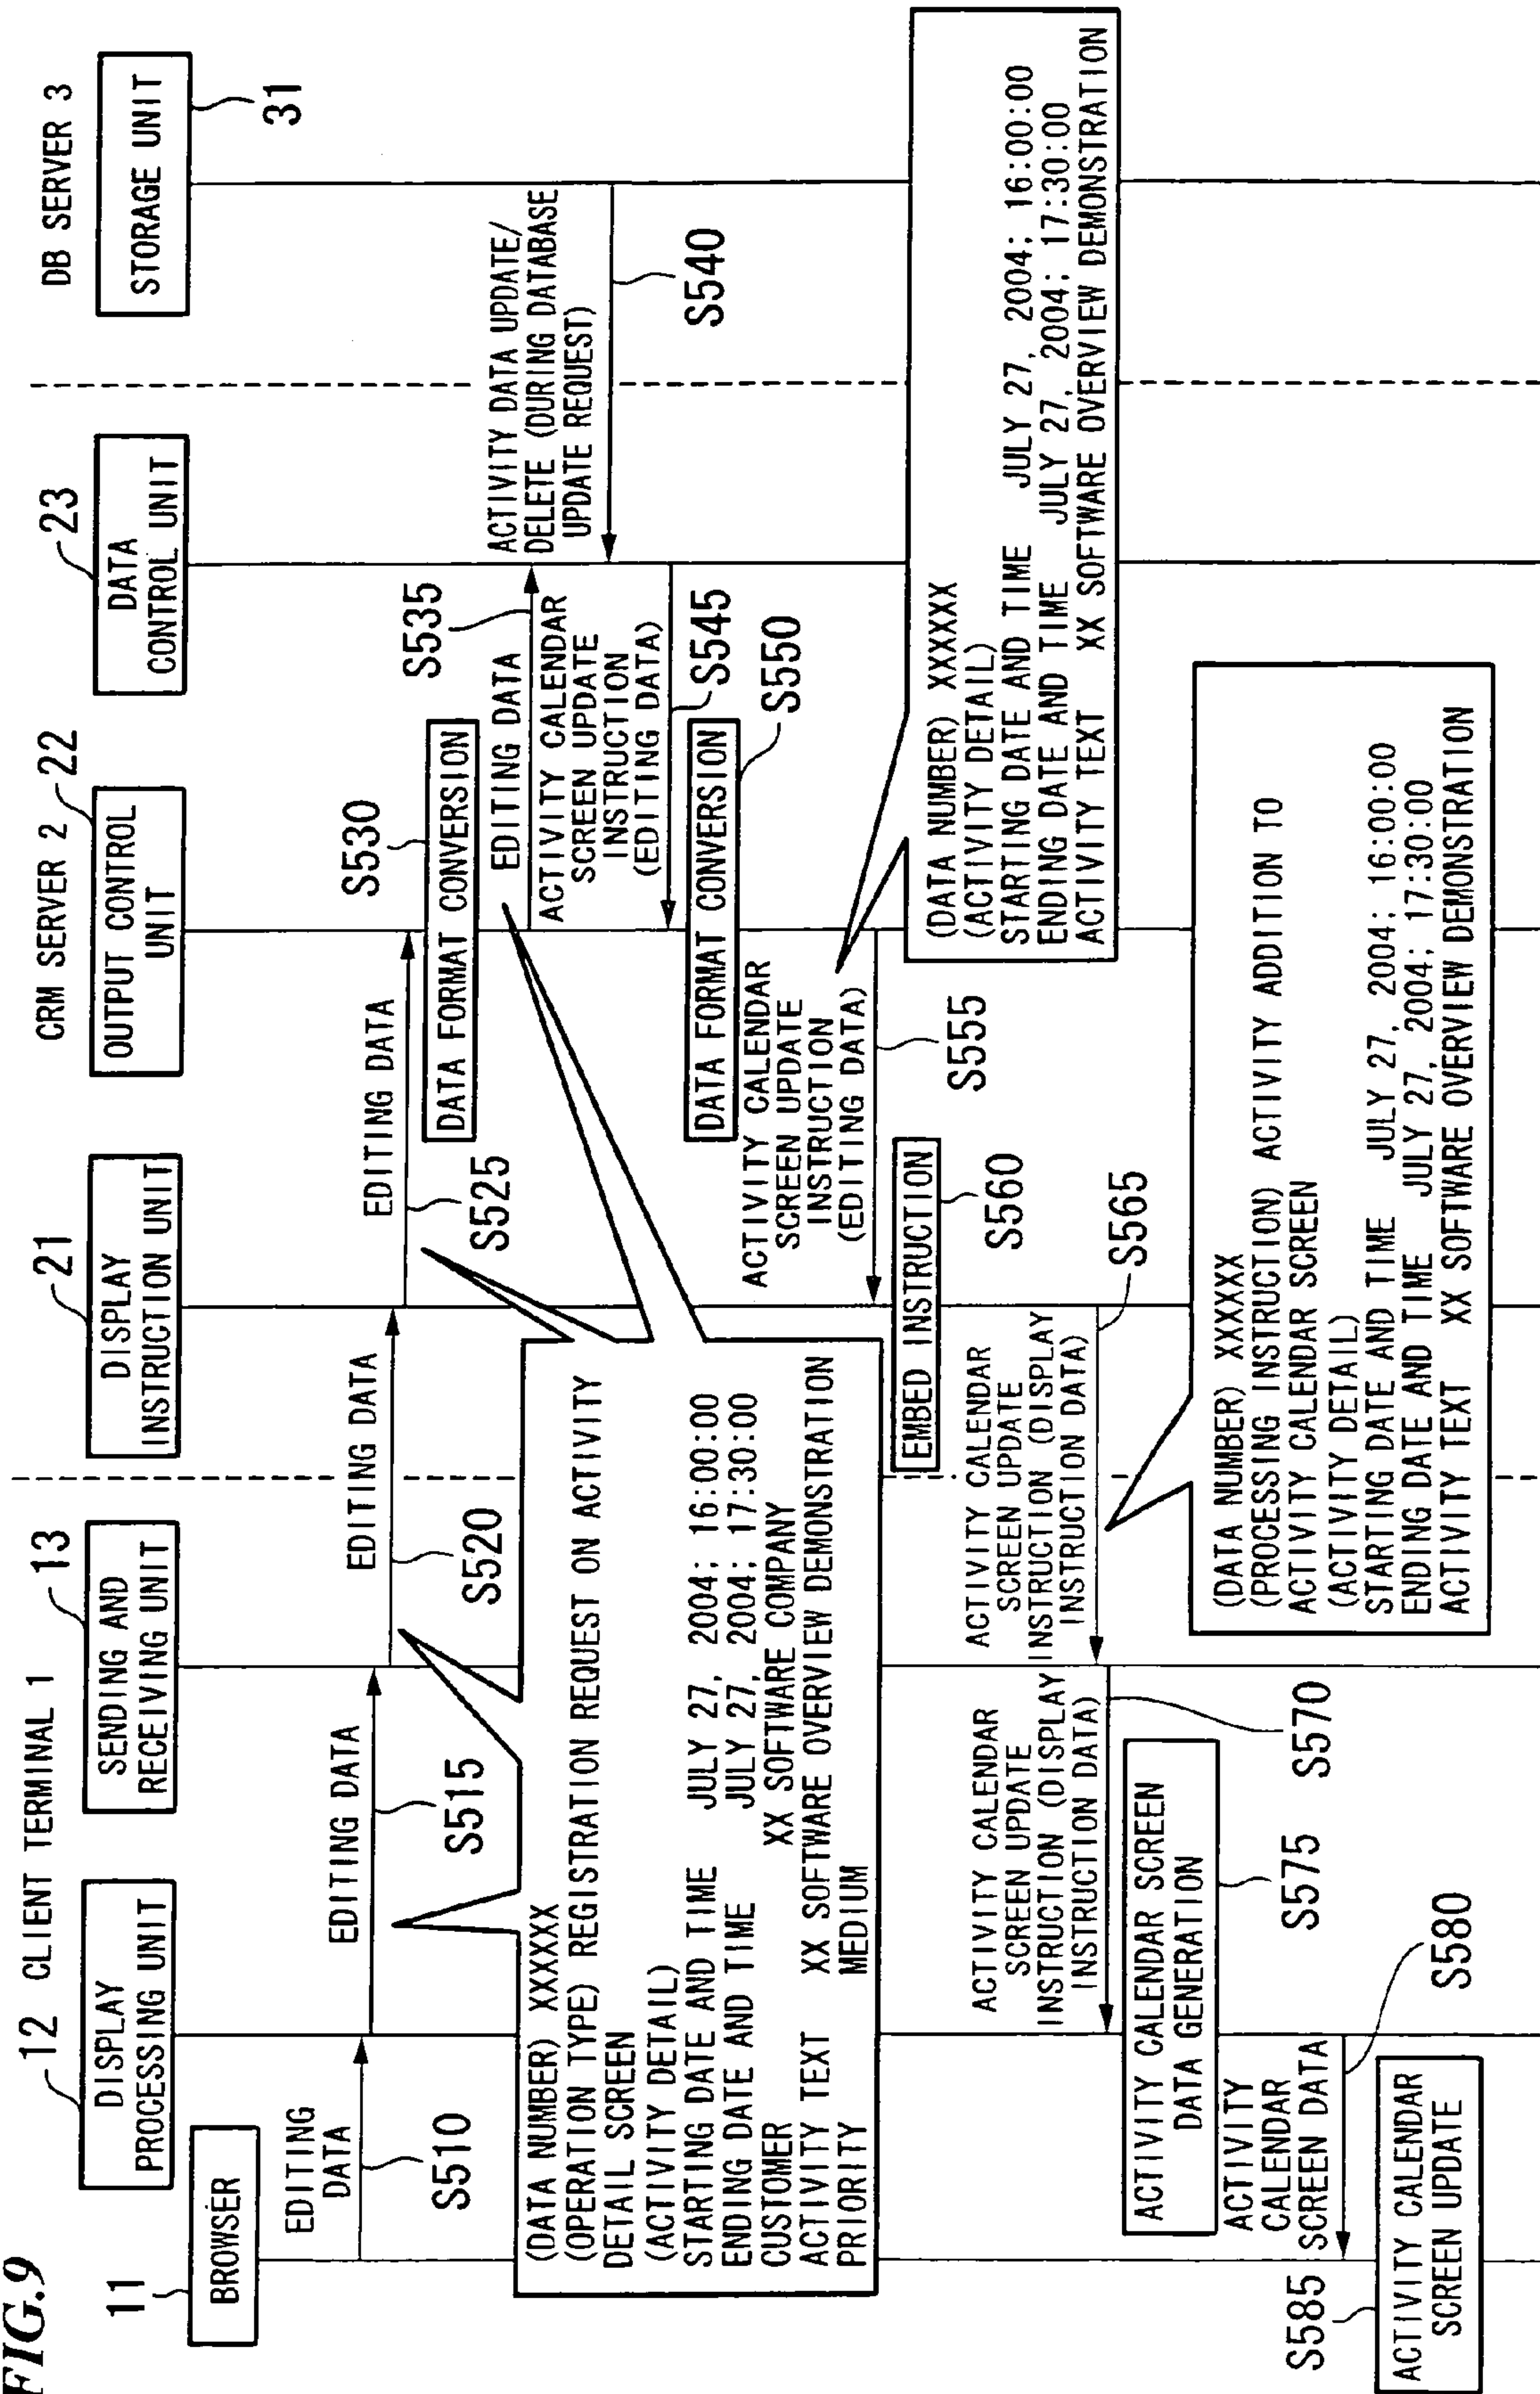 FIG.9
CLIENT TERMINAL 1
CRM SERVER 2
DB SERVER 3
11
BROWSER
12
DISPLAY
PROCESSING UNIT
13
SENDING AND
RECEIVING UNIT
21
DISPLAY
INSTRUCTION UNIT
22
OUTPUT CONTROL
UNIT
23
DATA
CONTROL UNIT
STORAGE UNIT
31
EDITING
DATA
S510
EDITING DATA
S515
EDITING DATA
S520
EDITING DATA
S525
S530
DATA FORMAT CONVERSION
S535
EDITING DATA
ACTIVITY DATA UPDATE/
DELETE (DURING DATABASE
UPDATE REQUEST)
S540
ACTIVITY CALENDAR
SCREEN UPDATE
INSTRUCTION
(EDITING DATA)
S545
DATA FORMAT CONVERSION
S550
(DATA NUMBER) XXXXXX
(OPERATION TYPE) REGISTRATION REQUEST ON ACTIVITY
DETAIL SCREEN
(ACTIVITY DETAIL)
STARTING DATE AND TIME JULY 27, 2004; 16:00:00
ENDING DATE AND TIME JULY 27, 2004; 17:30:00
CUSTOMER XX SOFTWARE COMPANY
ACTIVITY TEXT XX SOFTWARE OVERVIEW DEMONSTRATION
PRIORITY MEDIUM
ACTIVITY CALENDAR
SCREEN UPDATE
INSTRUCTION
(EDITING DATA)
S555
(DATA NUMBER) XXXXXX
(ACTIVITY DETAIL)
STARTING DATE AND TIME JULY 27, 2004; 16:00:00
ENDING DATE AND TIME JULY 27, 2004; 17:30:00
ACTIVITY TEXT XX SOFTWARE OVERVIEW DEMONSTRATION
EMBED INSTRUCTION
S560
ACTIVITY CALENDAR
SCREEN UPDATE
INSTRUCTION (DISPLAY
INSTRUCTION DATA)
S565
(DATA NUMBER) XXXXXX
(PROCESSING INSTRUCTION) ACTIVITY ADDITION TO
ACTIVITY CALENDAR SCREEN
(ACTIVITY DETAIL)
STARTING DATE AND TIME JULY 27, 2004; 16:00:00
ENDING DATE AND TIME JULY 27, 2004; 17:30:00
ACTIVITY TEXT XX SOFTWARE OVERVIEW DEMONSTRATION
ACTIVITY CALENDAR
SCREEN UPDATE
INSTRUCTION (DISPLAY
INSTRUCTION DATA)
S570
ACTIVITY CALENDAR SCREEN
DATA GENERATION
S575
ACTIVITY
CALENDAR
SCREEN DATA
S580
S585
ACTIVITY CALENDAR
SCREEN UPDATE